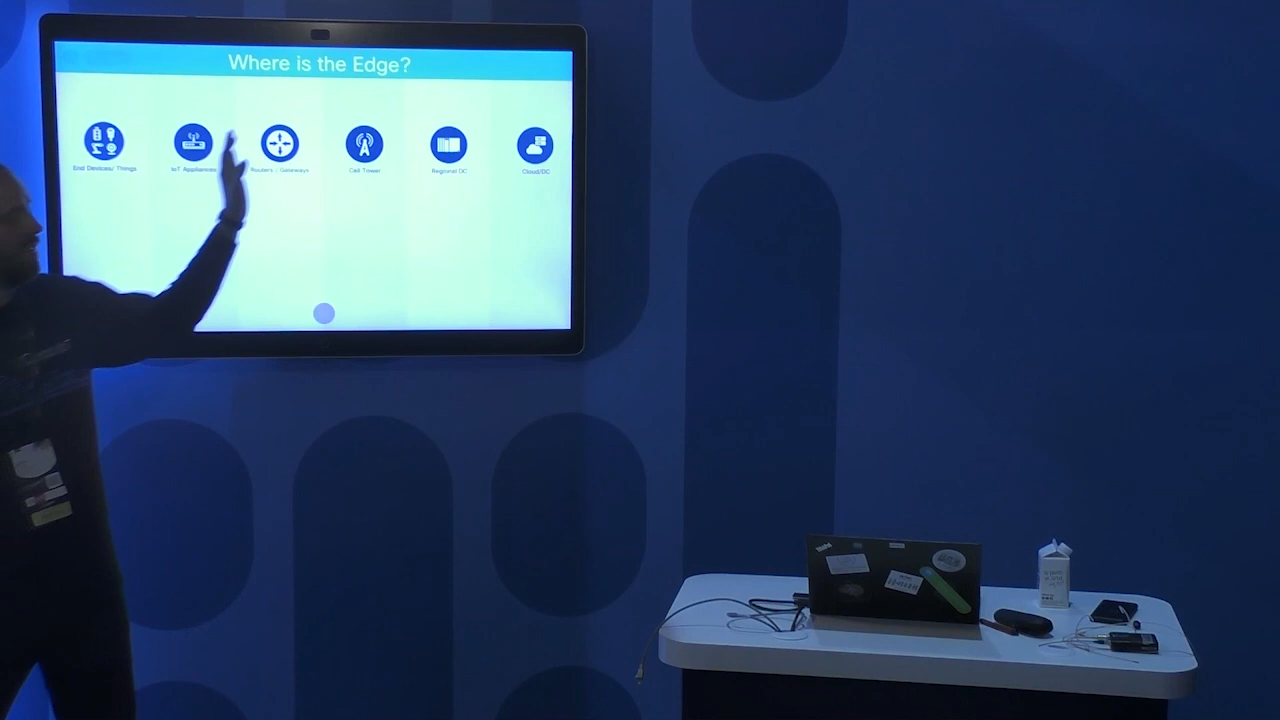 Where is the Edge?
End Devices/ Things
IoT Appliances
Routers / Gateways
Cell Tower
Regional DC
Cloud/DC